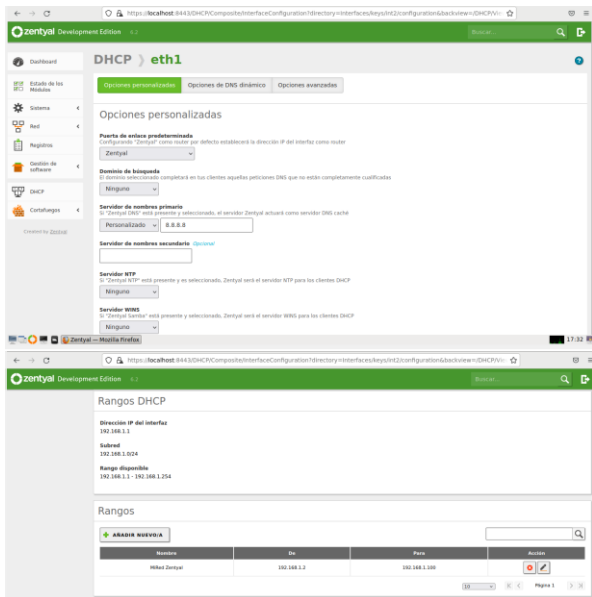 https://localhost:8443/DHCP/Composite/InterfaceConfiguration?directory=Interfaces/keys/int2/configuration&backview=/DHCP/Vie
zentyal Development Edition 6.2
Buscar...
DHCP eth1
Dashboard
Estado de los Módulos
Sistema
Red
Registros
Gestión de software
DHCP
Cortafuegos
Created by Zentyal
Opciones personalizadas Opciones de DNS dinámico Opciones avanzadas
Opciones personalizadas
Puerta de enlace predeterminada
Configurando "Zentyal" como router por defecto establecerá la dirección IP del interfaz como router
Zentyal
Dominio de búsqueda
El dominio seleccionado completará en tus clientes aquellas peticiones DNS que no están completamente cualificadas
Ninguno
Servidor de nombres primario
Si "Zentyal DNS" está presente y seleccionado, el servidor Zentyal actuará como servidor DNS caché
Personalizado 8.8.8.8
Servidor de nombres secundario Opcional
Servidor NTP
Si "Zentyal NTP" está presente y es seleccionado, Zentyal será el servidor NTP para los clientes DHCP
Ninguno
Servidor WINS
Si "Zentyal Samba" está presente y seleccionado, Zentyal será el servidor WINS para los clientes DHCP
Ninguno
Zentyal — Mozilla Firefox
17:32
https://localhost:8443/DHCP/Composite/InterfaceConfiguration?directory=Interfaces/keys/int2/configuration&backview=/DHCP/Vie
zentyal Development Edition 6.2
Buscar...
Rangos DHCP
Dirección IP del interfaz
192.168.1.1
Subred
192.168.1.0/24
Rango disponible
192.168.1.1 - 192.168.1.254
Rangos
AÑADIR NUEVO/A
Nombre De Para Acción
MiRed Zentyal 192.168.1.2 192.168.1.100
10 Página 1